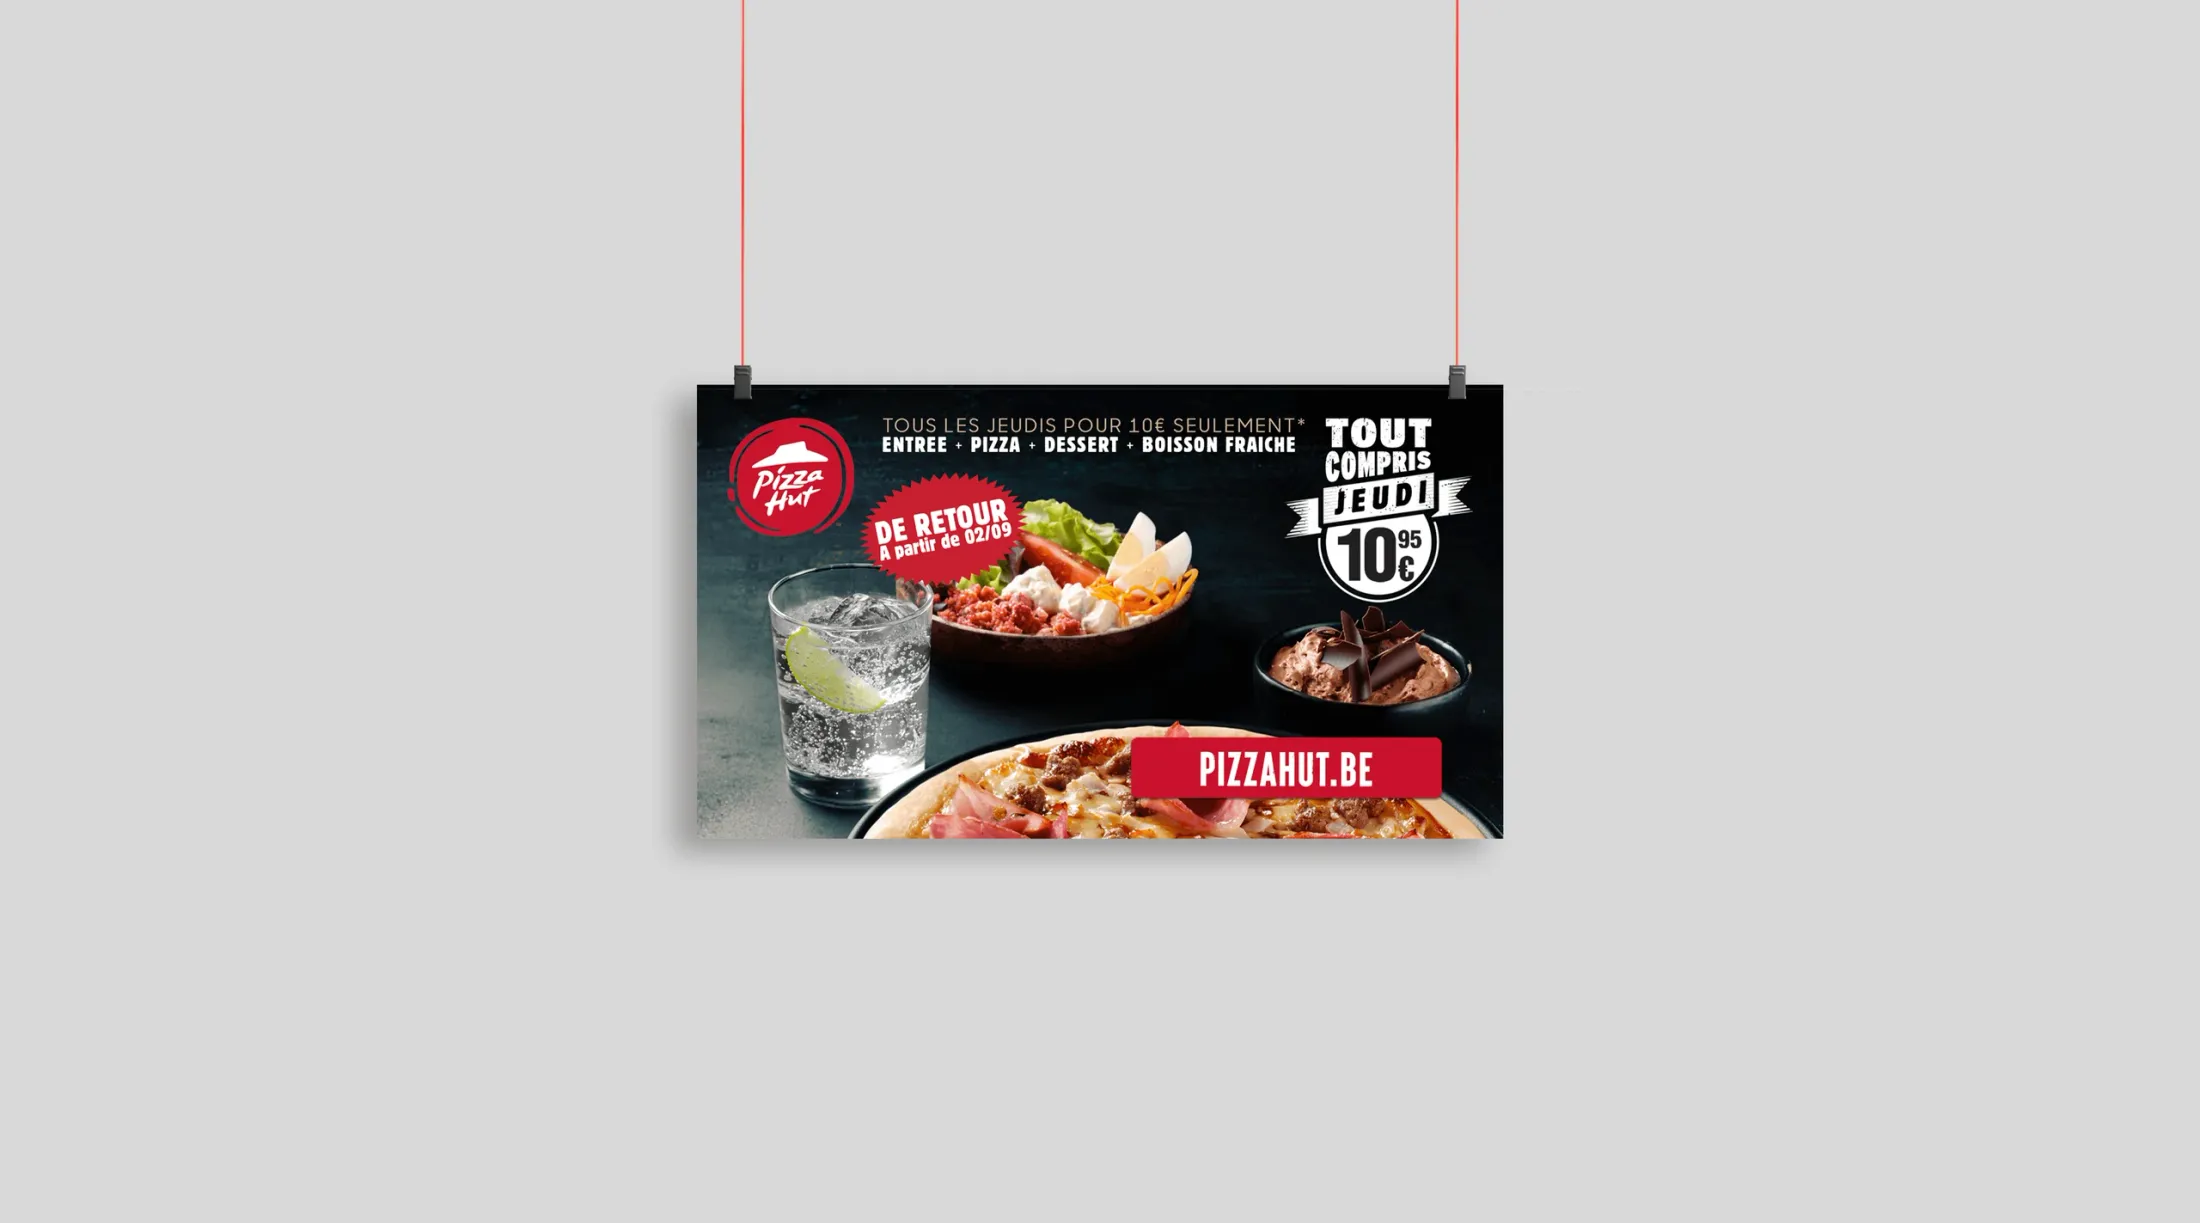 Pizza
Hut
TOUS LES JEUDIS POUR 10€ SEULEMENT*
ENTREE + PIZZA + DESSERT + BOISSON FRAICHE
DE RETOUR
A partir de 02/09
TOUT
COMPRIS
JEUDI
10 95 €
PIZZAHUT.BE